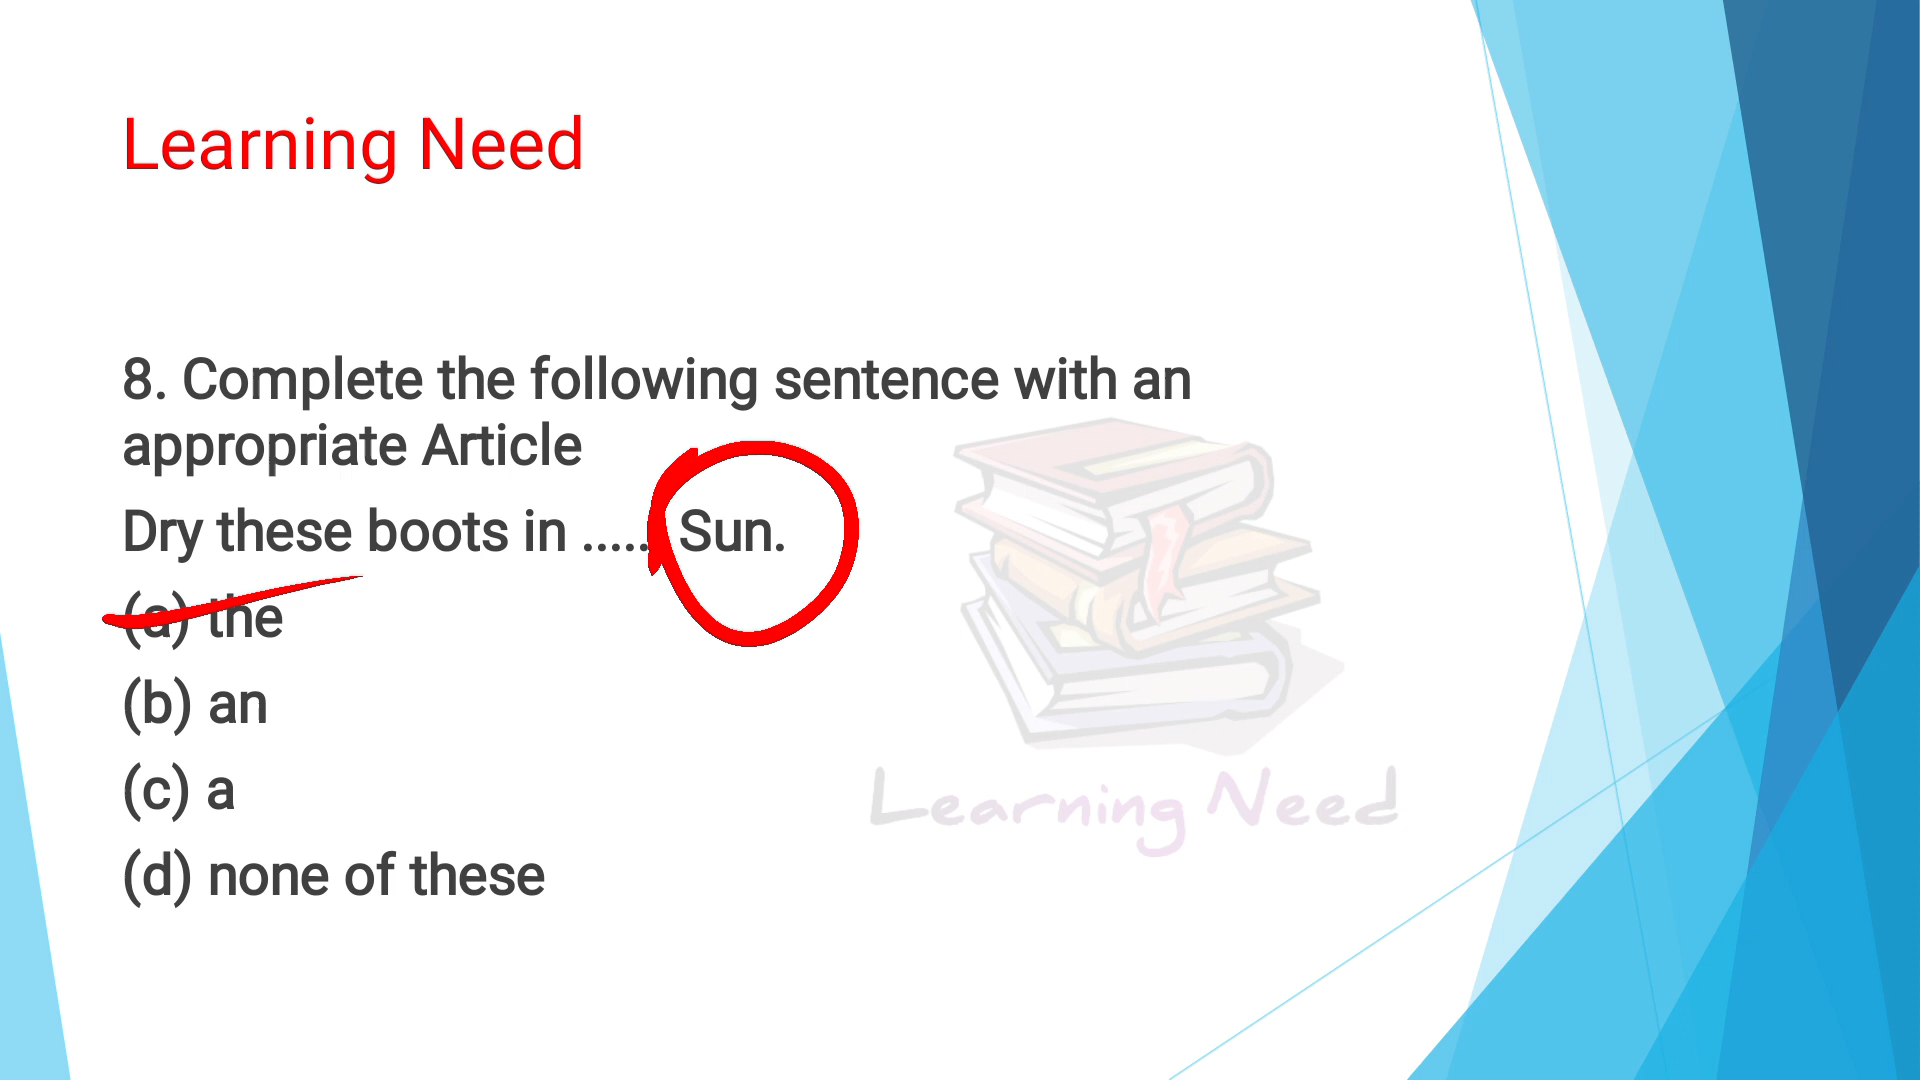 Learning Need
8. Complete the following sentence with an
appropriate Article
Dry these boots in ..... Sun.
(a) the
(b) an
(c) a
(d) none of these
Learning Need